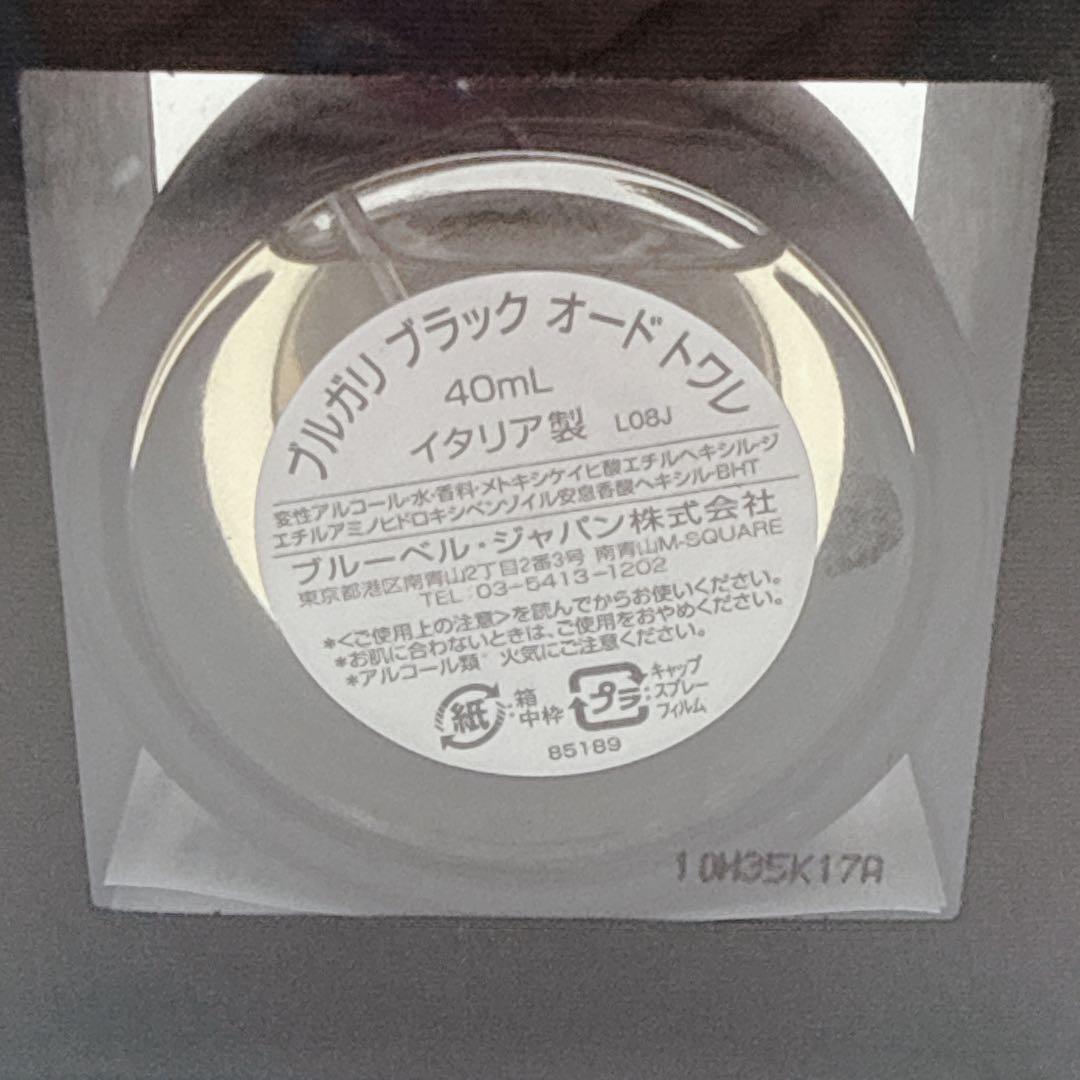 ブルガリ ブラック オードトワレ
40mL
イタリア製 L08J
変性アルコール・水・香料・メトキシケイヒ酸エチルヘキシル・ジ
エチルアミノヒドロキシベンゾイル安息香酸ヘキシル・BHT
ブルーベル・ジャパン株式会社
東京都港区南青山2丁目2番3号 南青山M-SQUARE
TEL:03-5413-1202
*<ご使用上の注意>を読んでからお使いください。
*お肌に合わないときは、ご使用をおやめください。
*アルコール類 火気にご注意ください。
紙:箱 中枠 プラ:キャップ スプレー フィルム
85189
10H35K17A